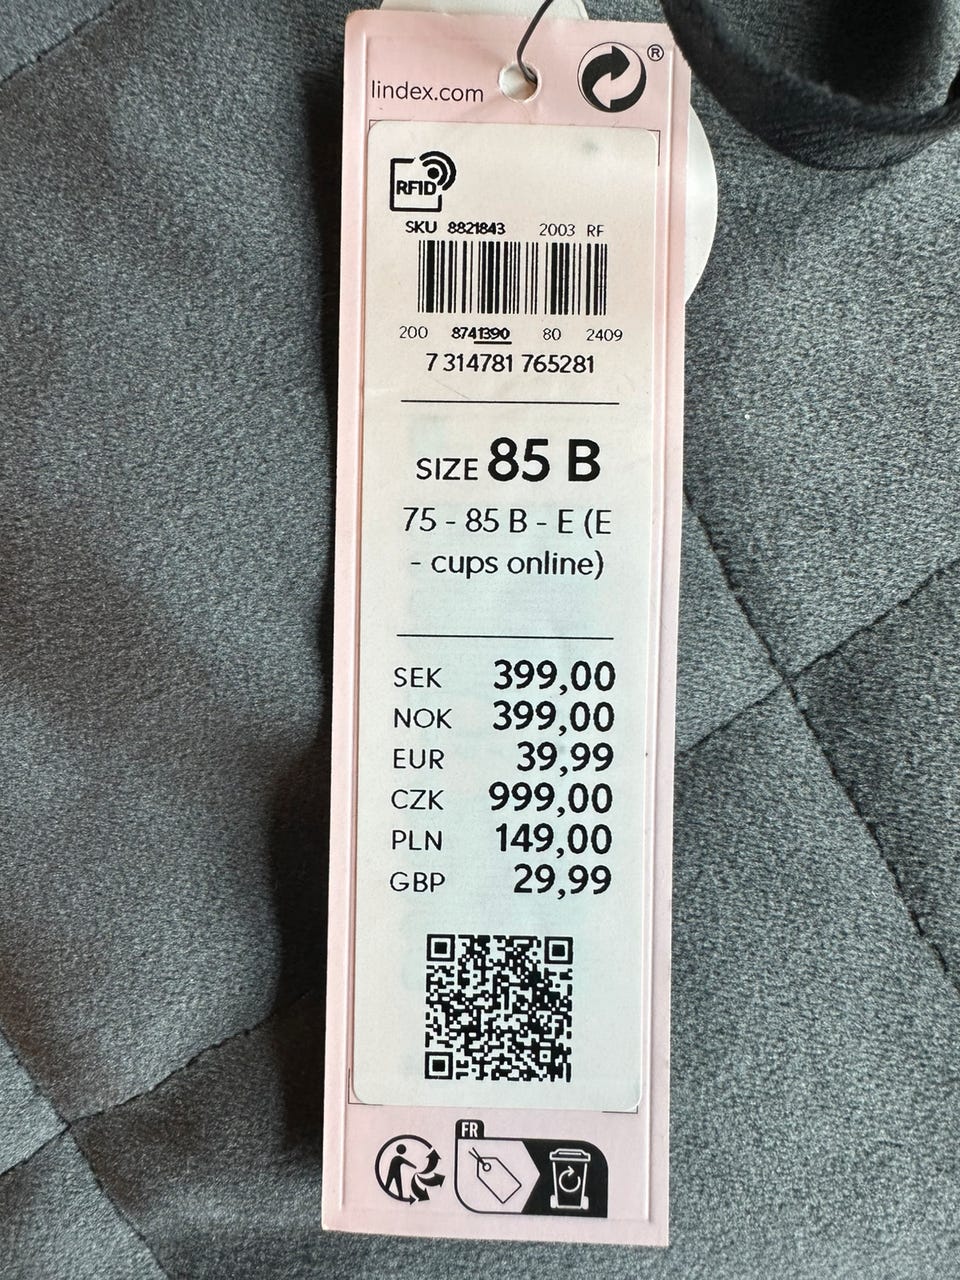 lindex.com
®
RFID
SKU 8821843 2003 RF
200 8741390 80 2409
7 314781 765281
SIZE 85 B
75 - 85 B - E (E
- cups online)
SEK 399,00
NOK 399,00
EUR 39,99
CZK 999,00
PLN 149,00
GBP 29,99
FR